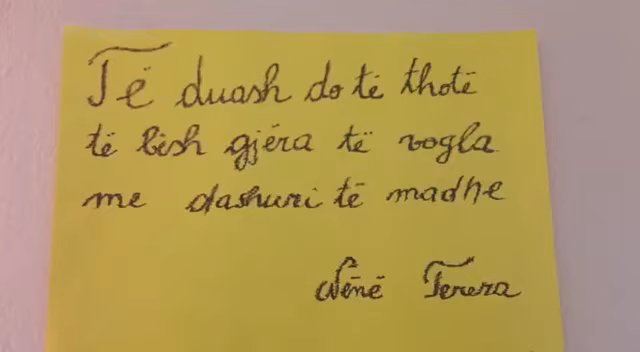 Të duash do të thotë
të bësh gjëra të vogla
me dashuri të madhe
Nënë Tereza